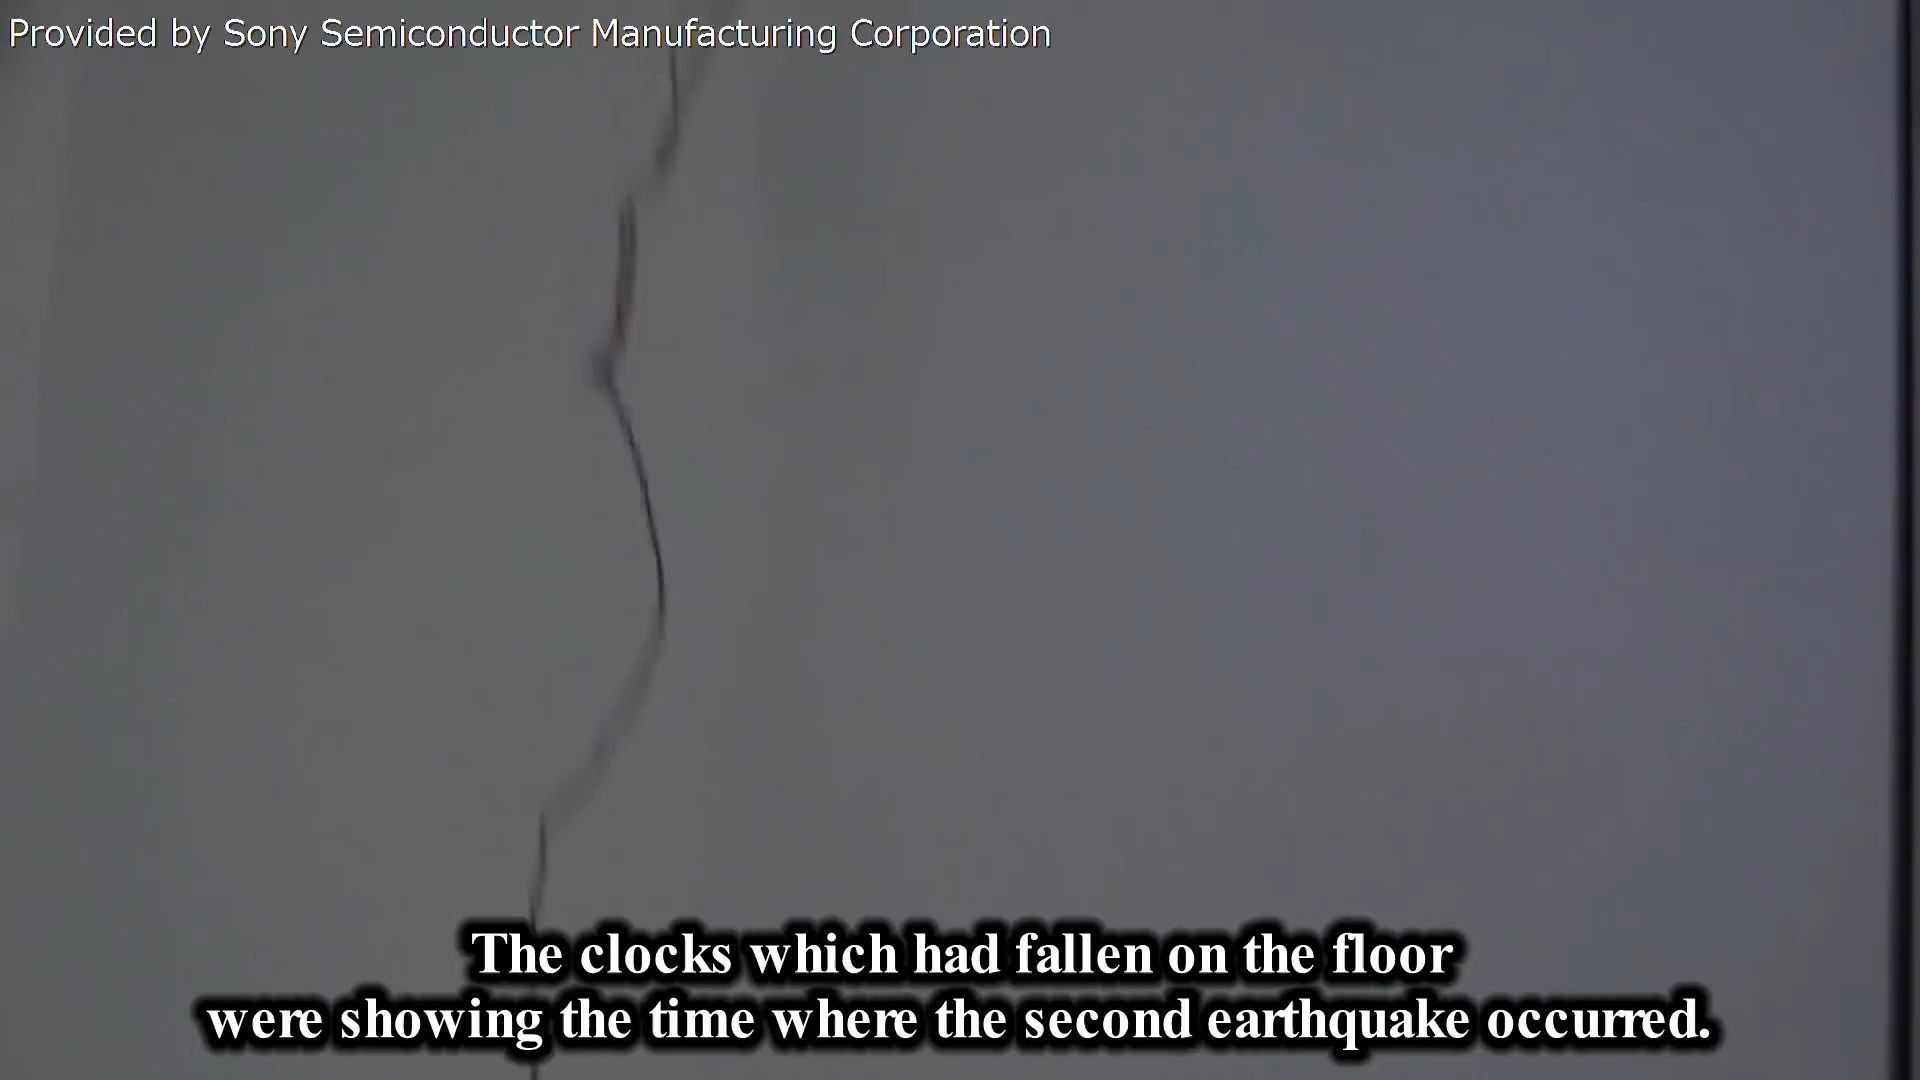 Provided by Sony Semiconductor Manufacturing Corporation
The clocks which had fallen on the floor
were showing the time where the second earthquake occurred.